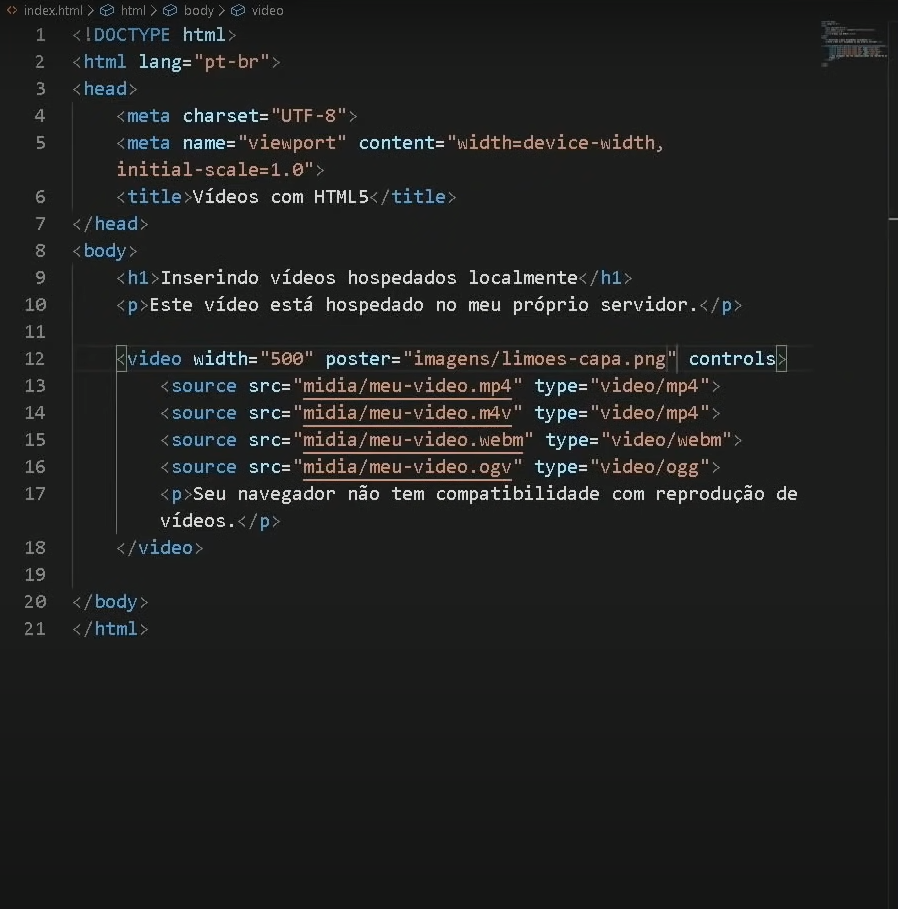 index.html > html > body > video
1 <!DOCTYPE html>
2 <html lang="pt-br">
3 <head>
4 <meta charset="UTF-8">
5 <meta name="viewport" content="width=device-width,
initial-scale=1.0">
6 <title>Vídeos com HTML5</title>
7 </head>
8 <body>
9 <h1>Inserindo vídeos hospedados localmente</h1>
10 <p>Este vídeo está hospedado no meu próprio servidor.</p>
11
12 <video width="500" poster="imagens/limoes-capa.png" controls>
13 <source src="midia/meu-video.mp4" type="video/mp4">
14 <source src="midia/meu-video.m4v" type="video/mp4">
15 <source src="midia/meu-video.webm" type="video/webm">
16 <source src="midia/meu-video.ogv" type="video/ogg">
17 <p>Seu navegador não tem compatibilidade com reprodução de
vídeos.</p>
18 </video>
19
20 </body>
21 </html>